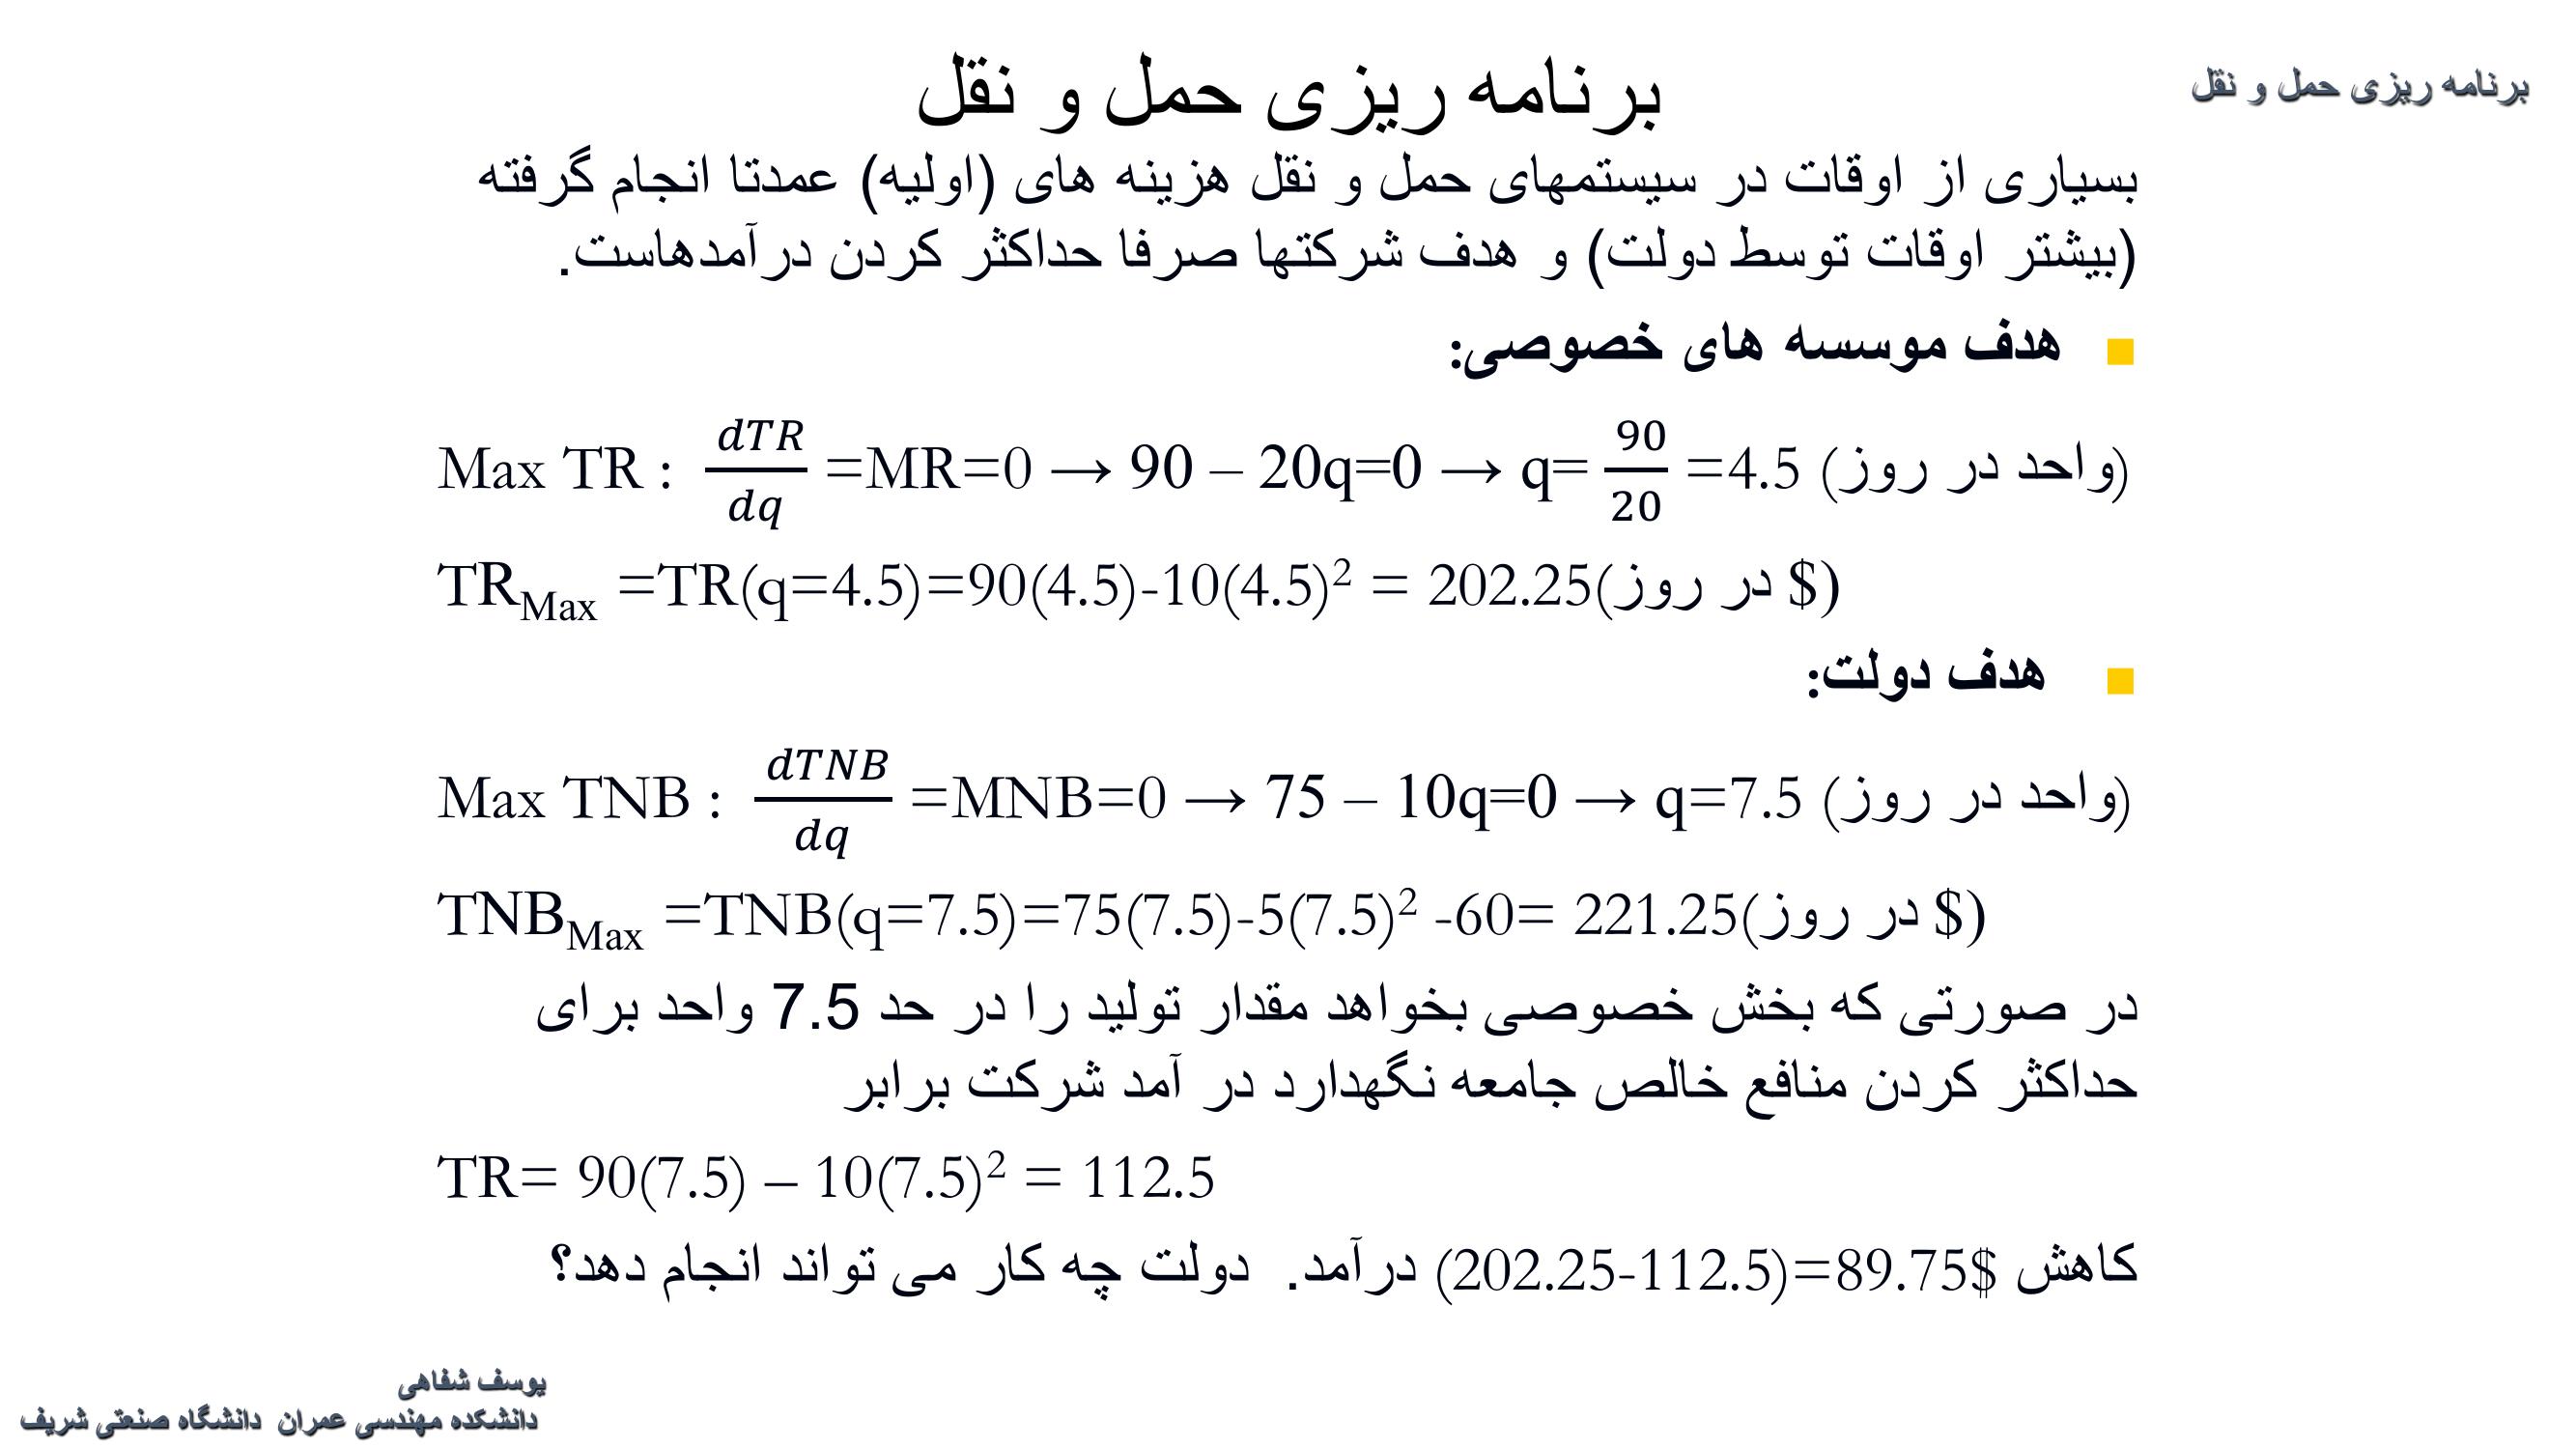 برنامه ریزی حمل و نقل
برنامه ریزی حمل و نقل
بسیاری از اوقات در سیستمهای حمل و نقل هزینه های (اولیه) عمدتا انجام گرفته
(بیشتر اوقات توسط دولت) و هدف شرکتها صرفا حداکثر کردن درآمدهاست.
■ هدف موسسه های خصوصی:
Max TR : dTR/dq =MR=0 → 90 – 20q=0 → q= 90/20 =4.5 (واحد در روز)
TR_Max =TR(q=4.5)=90(4.5)-10(4.5)² = 202.25(در روز $)
■ هدف دولت:
Max TNB : dTNB/dq =MNB=0 → 75 – 10q=0 → q=7.5 (واحد در روز)
TNB_Max =TNB(q=7.5)=75(7.5)-5(7.5)² -60= 221.25(در روز $)
در صورتی که بخش خصوصی بخواهد مقدار تولید را در حد 7.5 واحد برای
حداکثر کردن منافع خالص جامعه نگهدارد در آمد شرکت برابر
TR= 90(7.5) – 10(7.5)² = 112.5
کاهش $89.75=(202.25-112.5) درآمد. دولت چه کار می تواند انجام دهد؟
یوسف شفاهی
دانشکده مهندسی عمران دانشگاه صنعتی شریف